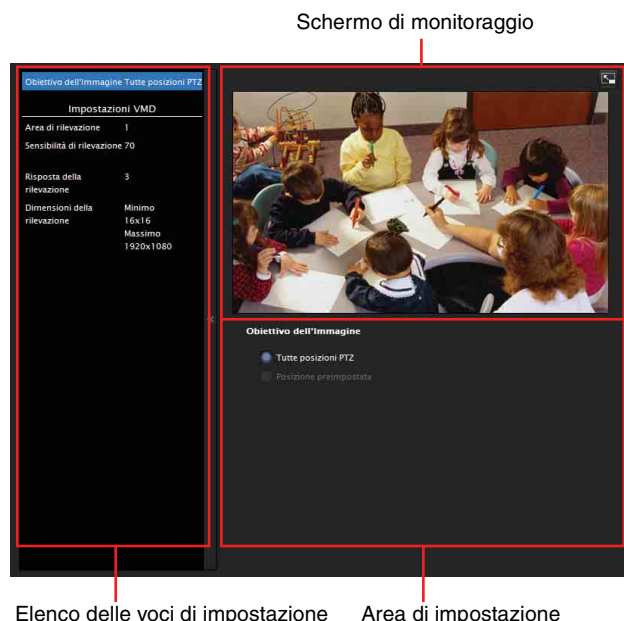 Schermo di monitoraggio
Obiettivo dell'Immagine Tutte posizioni PTZ
Impostazioni VMD
Area di rilevazione 1
Sensibilità di rilevazione 70
Risposta della rilevazione 3
Dimensioni della rilevazione Minimo
16x16
Massimo
1920x1080
«
Obiettivo dell'Immagine
Tutte posizioni PTZ
Posizione preimpostata
Elenco delle voci di impostazione
Area di impostazione